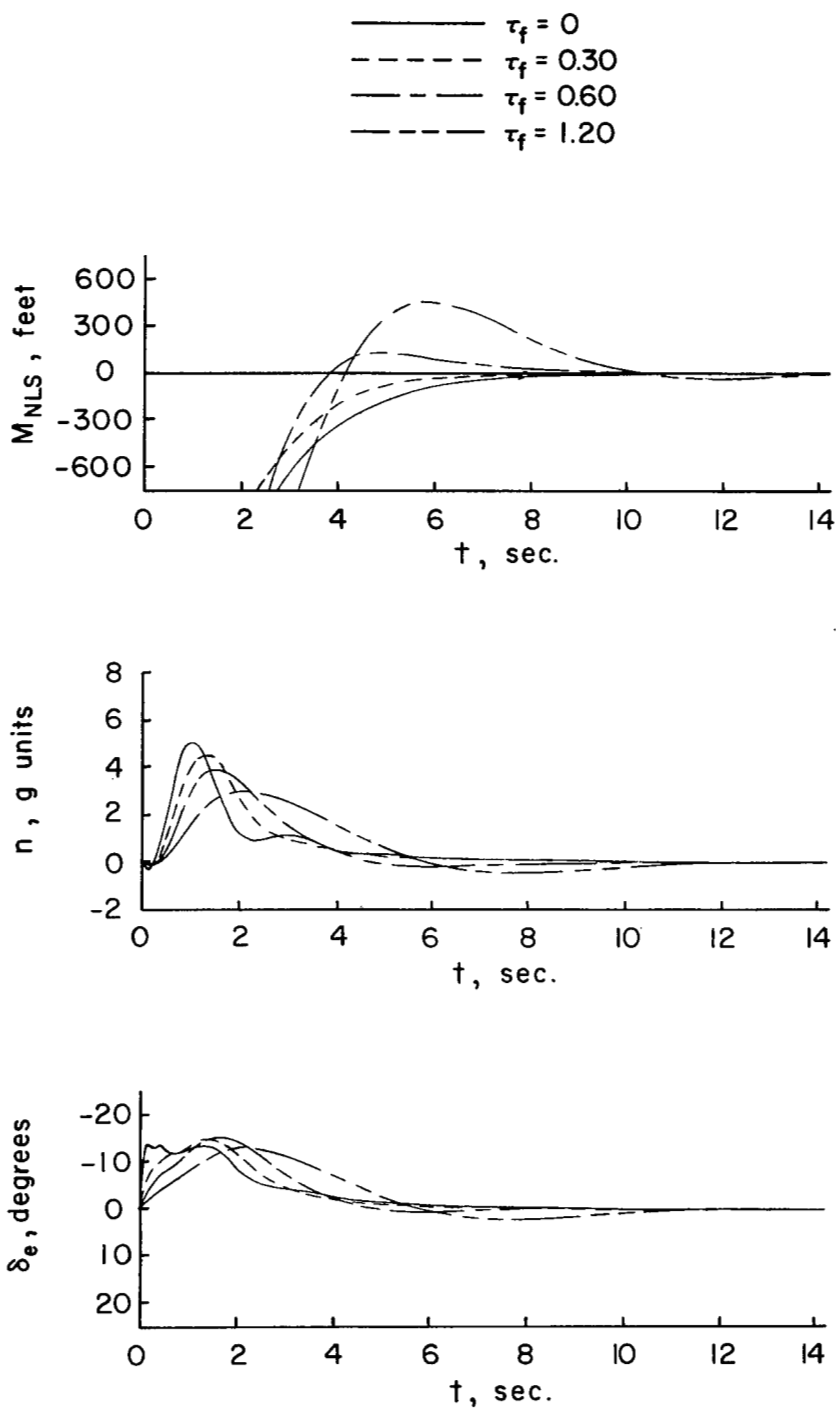 τf = 0
τf = 0.30
τf = 0.60
τf = 1.20
600
300
0
-300
-600
MNLS, feet
0 2 4 6 8 10 12 14
t, sec.
8
6
4
2
0
-2
n, g units
0 2 4 6 8 10 12 14
t, sec.
-20
-10
0
10
20
δe, degrees
0 2 4 6 8 10 12 14
t, sec.